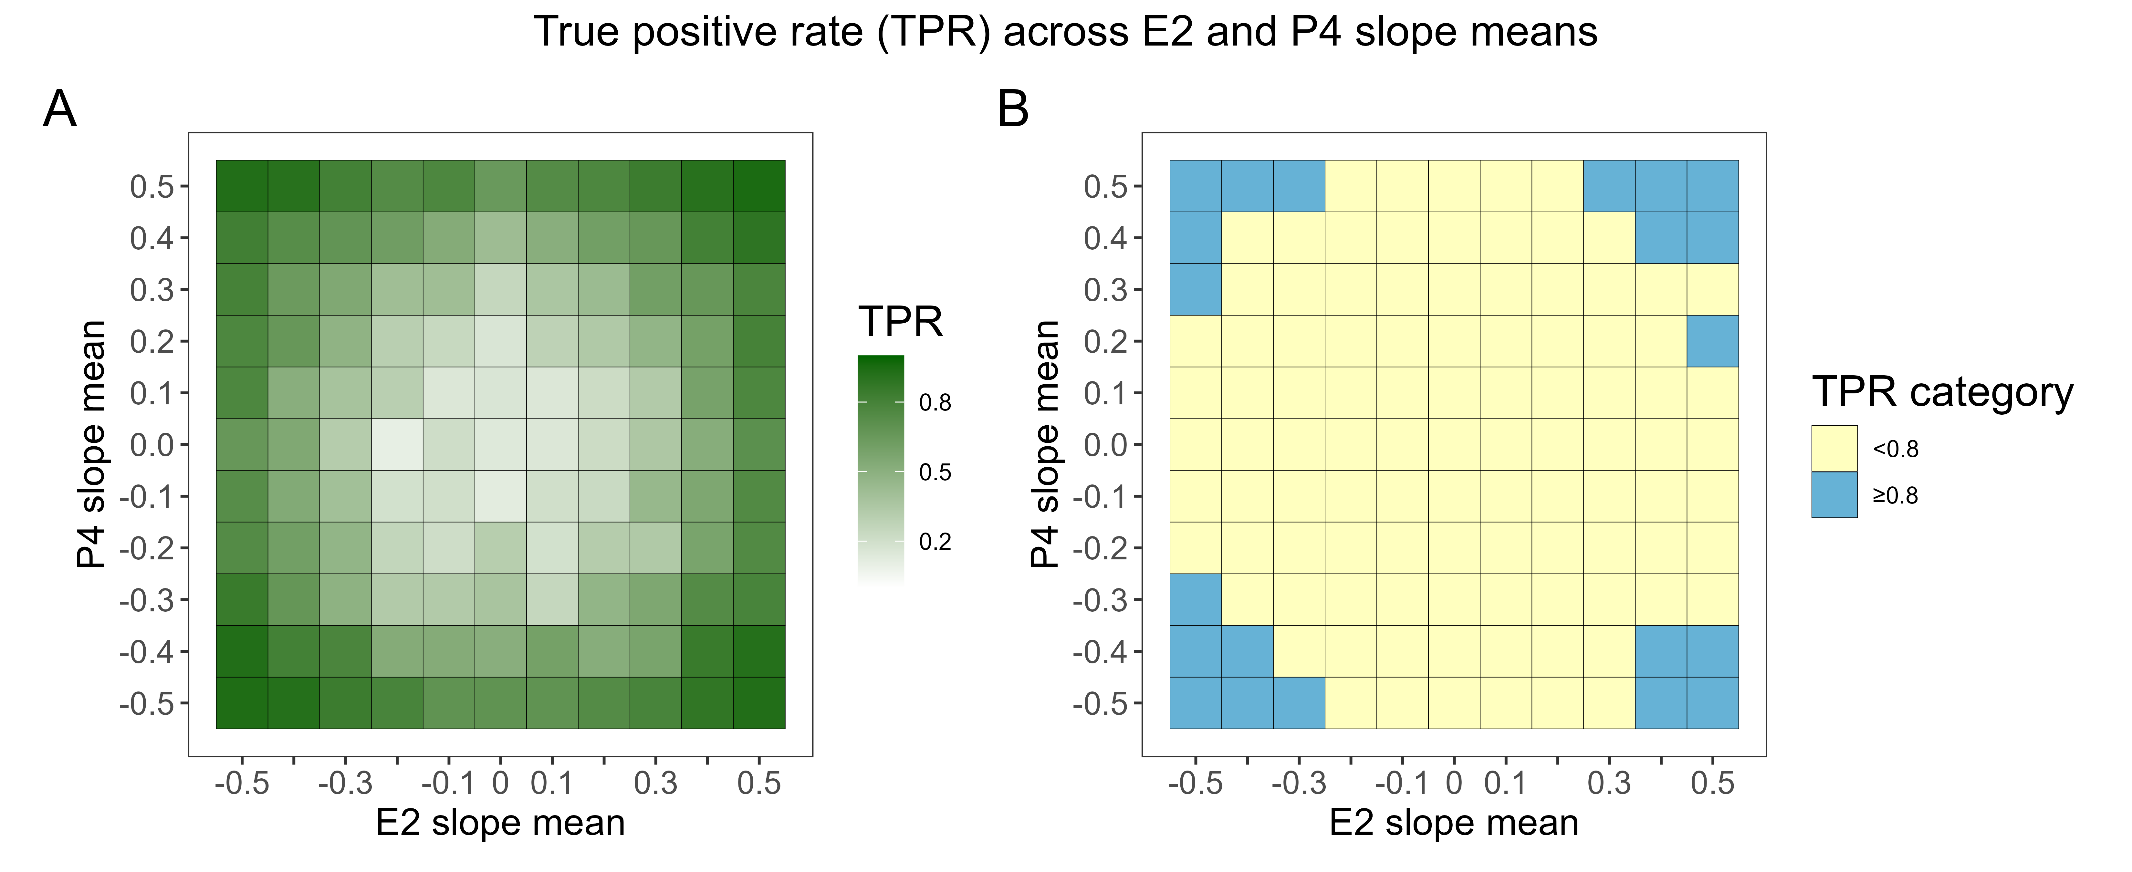 True positive rate (TPR) across E2 and P4 slope means
A
P4 slope mean
0.5
0.4
0.3
0.2
0.1
0.0
-0.1
-0.2
-0.3
-0.4
-0.5
-0.5 -0.3 -0.1 0 0.1 0.3 0.5
E2 slope mean
TPR
0.8
0.5
0.2
B
P4 slope mean
0.5
0.4
0.3
0.2
0.1
0.0
-0.1
-0.2
-0.3
-0.4
-0.5
-0.5 -0.3 -0.1 0 0.1 0.3 0.5
E2 slope mean
TPR category
<0.8
≥0.8